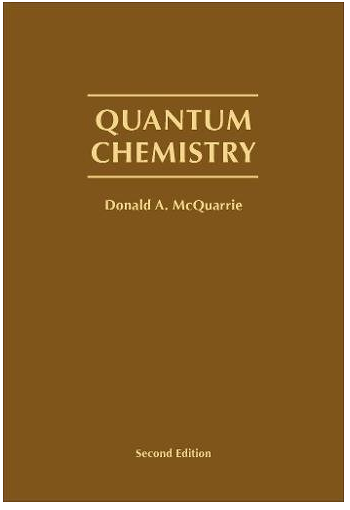 QUANTUM
CHEMISTRY
Donald A. McQuarrie
Second Edition